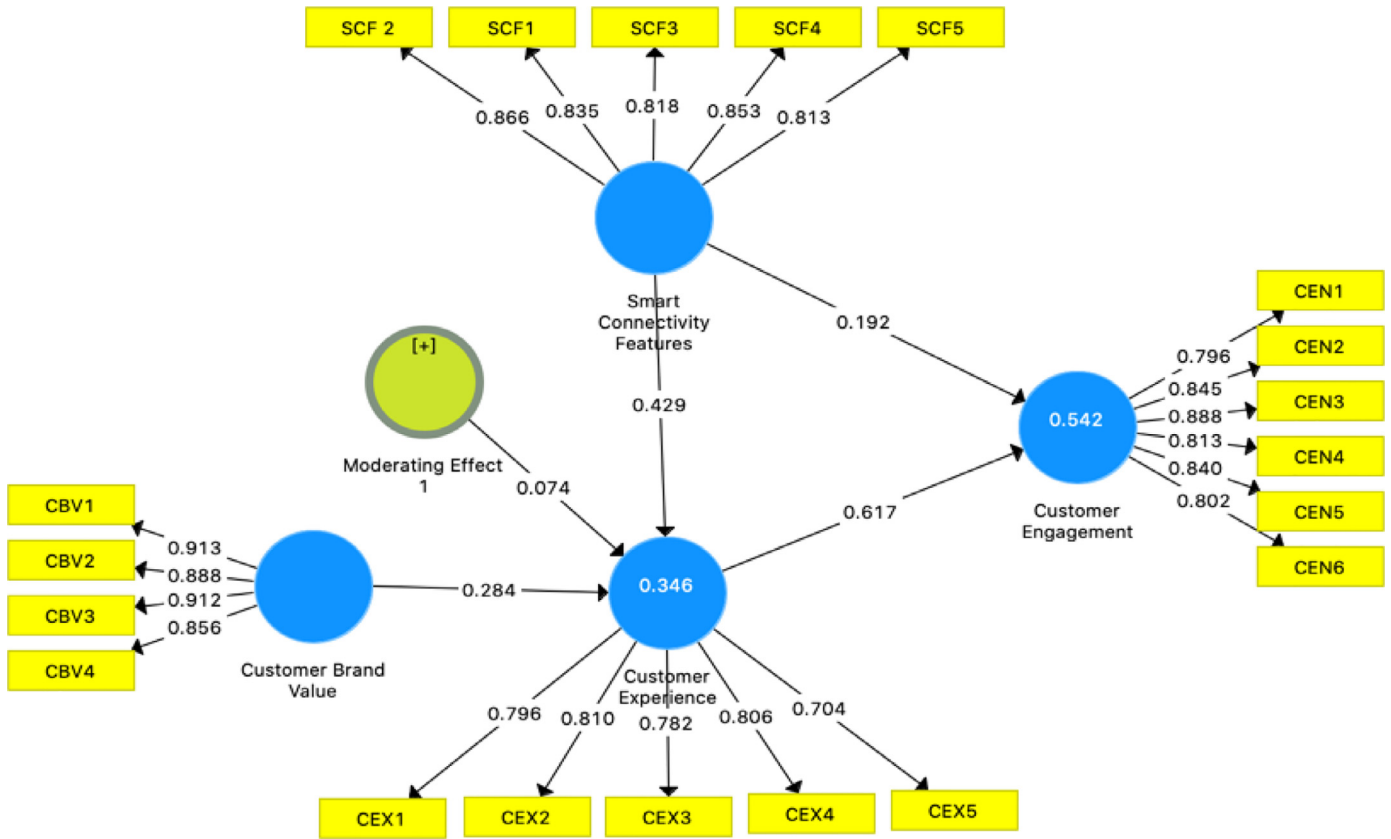 SCF 2
SCF1
SCF3
SCF4
SCF5
0.866
0.835
0.818
0.853
0.813
Smart
Connectivity
Features
0.192
0.429
[+]
Moderating Effect
1
0.074
CBV1
CBV2
CBV3
CBV4
0.913
0.888
0.912
0.856
Customer Brand
Value
0.284
0.346
Customer
Experience
0.617
0.542
Customer
Engagement
0.796
0.845
0.888
0.813
0.840
0.802
CEN1
CEN2
CEN3
CEN4
CEN5
CEN6
0.796
0.810
0.782
0.806
0.704
CEX1
CEX2
CEX3
CEX4
CEX5